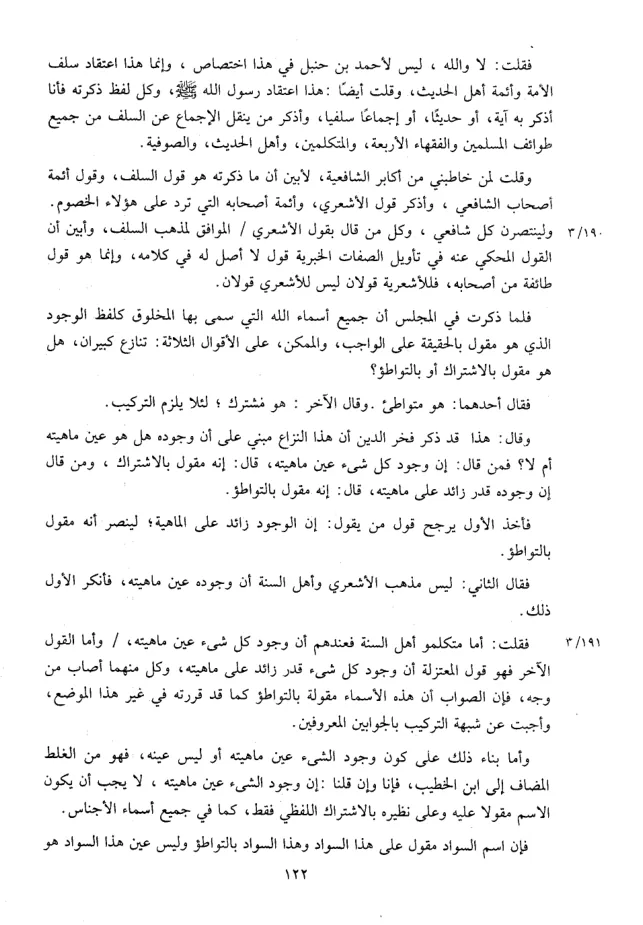 فقلت: لا والله ، ليس لأحمد بن حنبل في هذا اختصاص ، وإنما هذا اعتقاد سلف
الأمة وأئمة أهل الحديث، وقلت أيضًا :هذا اعتقاد رسول الله ﷺ، وكل لفظ ذكرته فأنا
أذكر به آية، أو حديثًا، أو إجماعًا سلفيا، وأذكر من ينقل الإجماع عن السلف من جميع
طوائف المسلمين والفقهاء الأربعة، والمتكلمين، وأهل الحديث، والصوفية.
وقلت لمن خاطبني من أكابر الشافعية، لأبين أن ما ذكرته هو قول السلف، وقول أئمة
أصحاب الشافعي ، وأذكر قول الأشعري، وأئمة أصحابه التي ترد على هؤلاء الخصوم.
٣/١٩٠ ولينتصرن كل شافعي ، وكل من قال بقول الأشعري / الموافق لمذهب السلف، وأبين أن
القول المحكي عنه في تأويل الصفات الخبرية قول لا أصل له في كلامه، وإنما هو قول
طائفة من أصحابه، فللأشعرية قولان ليس للأشعري قولان.
فلما ذكرت في المجلس أن جميع أسماء الله التي سمى بها المخلوق كلفظ الوجود
الذي هو مقول بالحقيقة على الواجب، والممكن، على الأقوال الثلاثة: تنازع كبيران، هل
هو مقول بالاشتراك أو بالتواطؤ؟
فقال أحدهما: هو متواطئ .وقال الآخر : هو مُشترك ؛ لئلا يلزم التركيب.
وقال: هذا قد ذكر فخر الدين أن هذا النزاع مبني على أن وجوده هل هو عين ماهيته
أم لا؟ فمن قال: إن وجود كل شىء عين ماهيته، قال: إنه مقول بالاشتراك ، ومن قال
إن وجوده قدر زائد على ماهيته، قال: إنه مقول بالتواطؤ.
فأخذ الأول يرجح قول من يقول: إن الوجود زائد على الماهية؛ لينصر أنه مقول
بالتواطؤ.
فقال الثاني: ليس مذهب الأشعري وأهل السنة أن وجوده عين ماهيته، فأنكر الأول
ذلك.
٣/١٩١ فقلت: أما متكلمو أهل السنة فعندهم أن وجود كل شىء عين ماهيته، / وأما القول
الآخر فهو قول المعتزلة أن وجود كل شىء قدر زائد على ماهيته، وكل منهما أصاب من
وجه، فإن الصواب أن هذه الأسماء مقولة بالتواطؤ كما قد قررته في غير هذا الموضع،
وأجبت عن شبهة التركيب بالجوابين المعروفين.
وأما بناء ذلك على كون وجود الشىء عين ماهيته أو ليس عينه، فهو من الغلط
المضاف إلى ابن الخطيب، فإنا وإن قلنا :إن وجود الشىء عين ماهيته ، لا يجب أن يكون
الاسم مقولا عليه وعلى نظيره بالاشتراك اللفظي فقط، كما في جميع أسماء الأجناس.
فإن اسم السواد مقول على هذا السواد وهذا السواد بالتواطؤ وليس عين هذا السواد هو
١٢٢